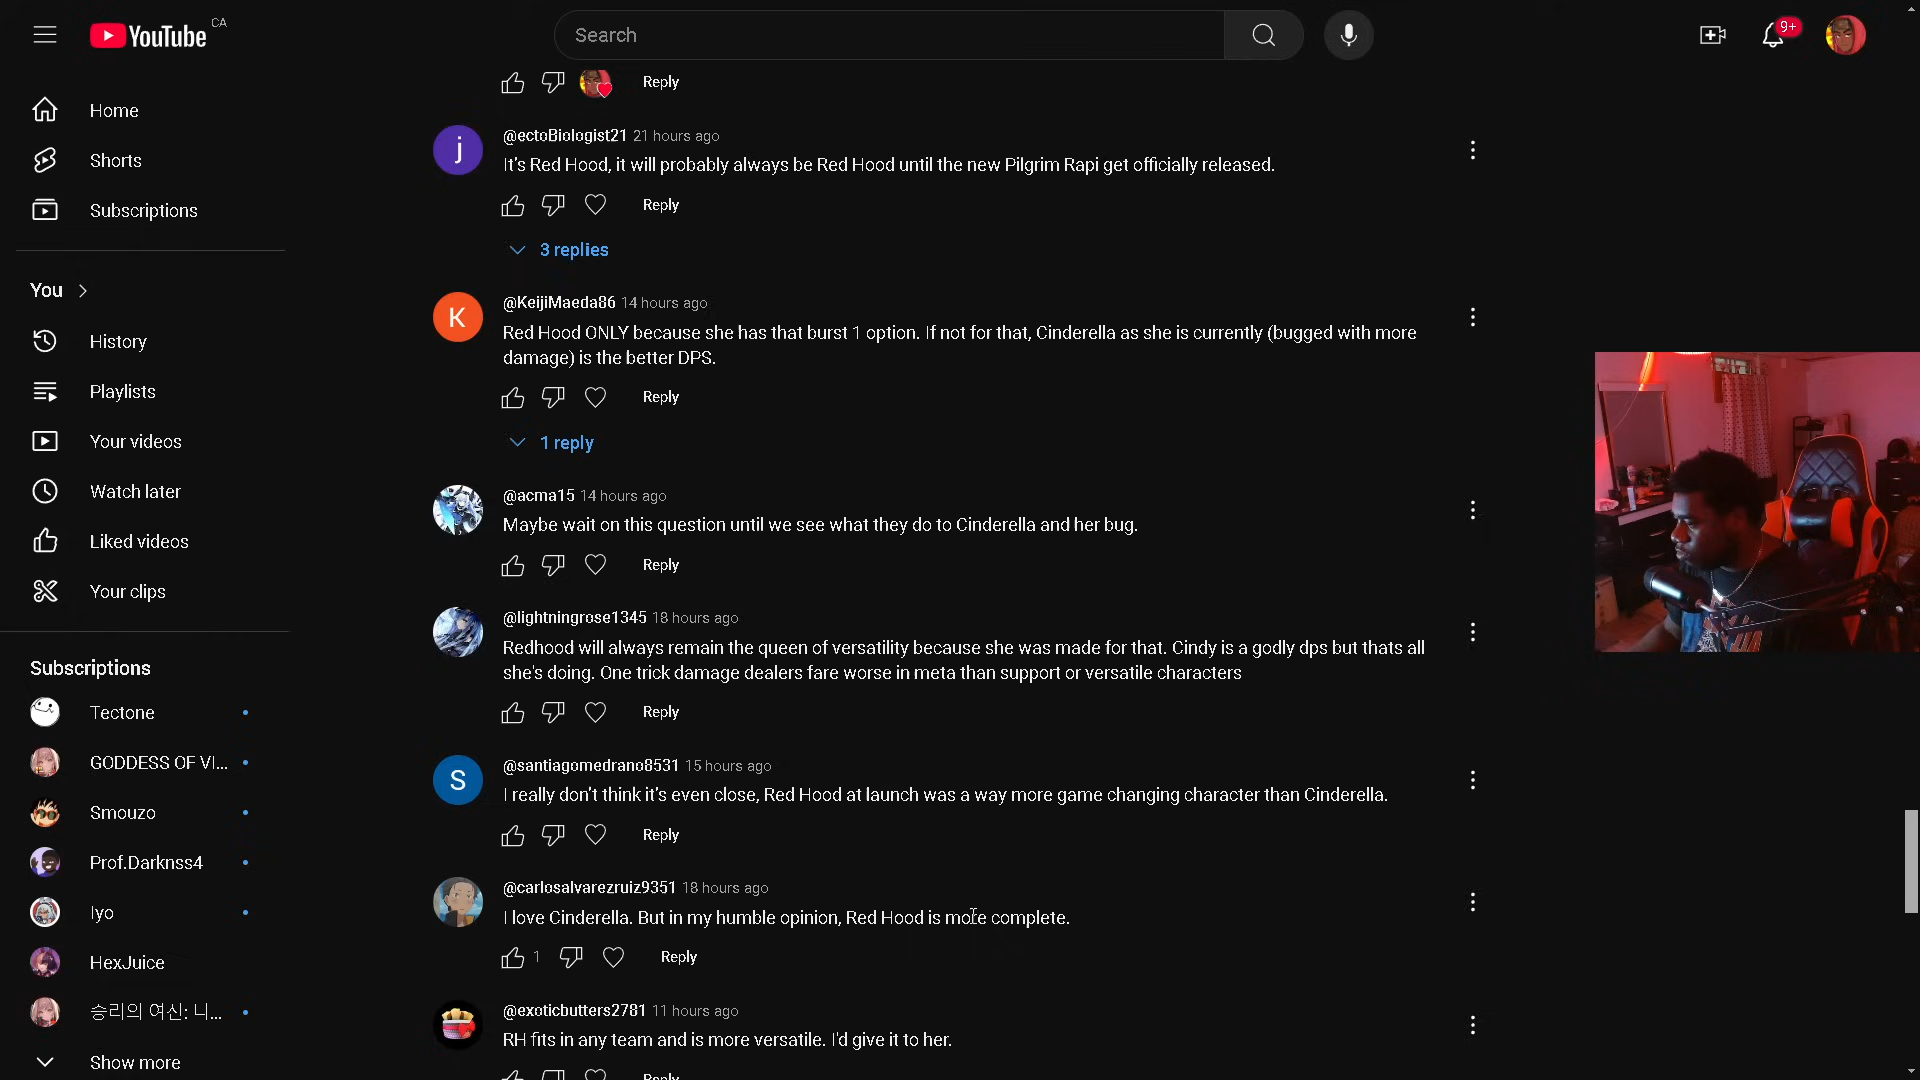 YouTube CA
Search
9+
Home
Shorts
Subscriptions
You
History
Playlists
Your videos
Watch later
Liked videos
Your clips
Subscriptions
Tectone
GODDESS OF VI...
Smouzo
Prof.Darknss4
Iyo
HexJuice
승리의 여신: 니...
Show more
Reply
j
@ectoBiologist21 21 hours ago
It's Red Hood, it will probably always be Red Hood until the new Pilgrim Rapi get officially released.
Reply
3 replies
K
@KeijiMaeda86 14 hours ago
Red Hood ONLY because she has that burst 1 option. If not for that, Cinderella as she is currently (bugged with more
damage) is the better DPS.
Reply
1 reply
@acma15 14 hours ago
Maybe wait on this question until we see what they do to Cinderella and her bug.
Reply
@lightningrose1345 18 hours ago
Redhood will always remain the queen of versatility because she was made for that. Cindy is a godly dps but thats all
she's doing. One trick damage dealers fare worse in meta than support or versatile characters
Reply
S
@santiagomedrano8531 15 hours ago
I really don't think it's even close, Red Hood at launch was a way more game changing character than Cinderella.
Reply
@carlosalvarezruiz9351 18 hours ago
I love Cinderella. But in my humble opinion, Red Hood is more complete.
1 Reply
@exoticbutters2781 11 hours ago
RH fits in any team and is more versatile. I'd give it to her.
Reply